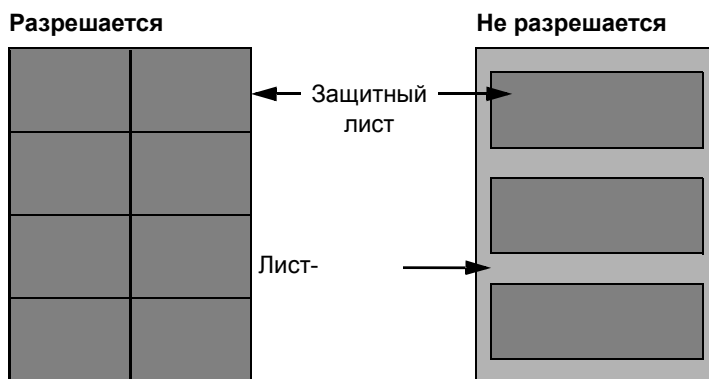 Разрешается
Не разрешается
Защитный
лист
Лист-